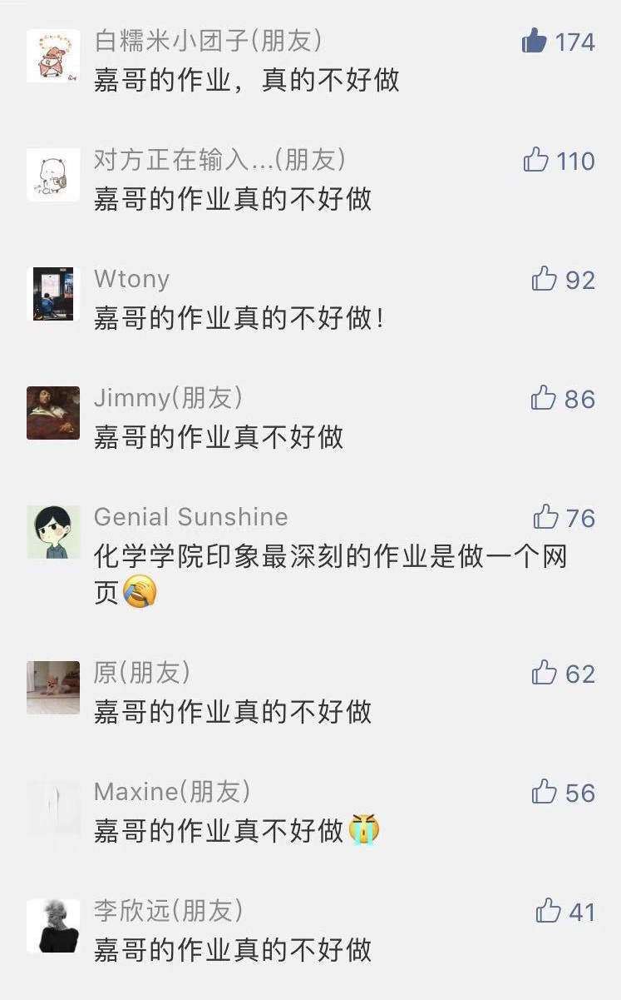 白糯米小团子(朋友)
174
嘉哥的作业，真的不好做
对方正在输入...(朋友)
110
嘉哥的作业真的不好做
Wtony
92
嘉哥的作业真的不好做！
Jimmy(朋友)
86
嘉哥的作业真不好做
Genial Sunshine
76
化学学院印象最深刻的作业是做一个网
页🤣
原(朋友)
62
嘉哥的作业真的不好做
Maxine(朋友)
56
嘉哥的作业真不好做😭
李欣远(朋友)
41
嘉哥的作业真的不好做